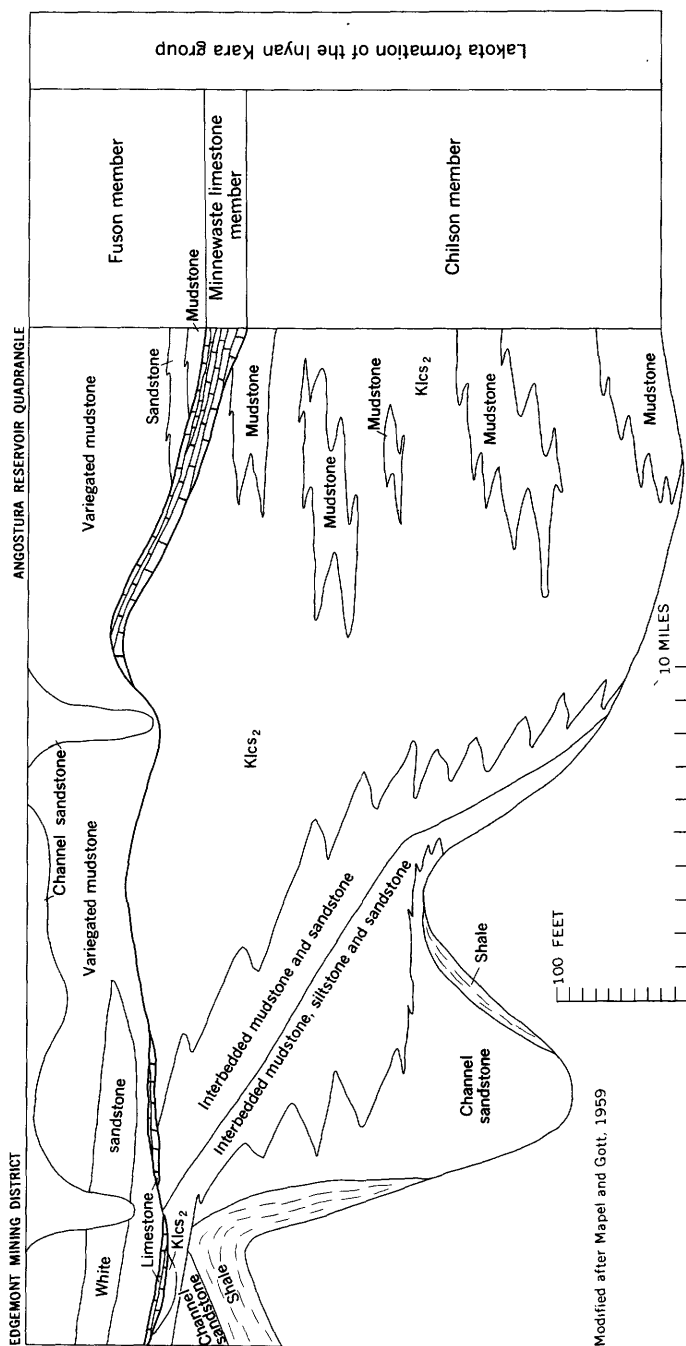 EDGEMONT MINING DISTRICT
ANGOSTURA RESERVOIR QUADRANGLE
Channel sandstone
Variegated mudstone
White
sandstone
Limestone
Klcs2
Channel
sandstone
Shale
Interbedded mudstone and sandstone
Interbedded mudstone, siltstone and sandstone
Channel
sandstone
Shale
Klcs2
Variegated mudstone
Sandstone
Mudstone
Mudstone
Mudstone
Mudstone
Klcs2
Mudstone
Mudstone
Fuson member
Minnewaste limestone
member
Chilson member
Lakota formation of the Inyan Kara group
100 FEET
10 MILES
Modified after Mapel and Gott, 1959